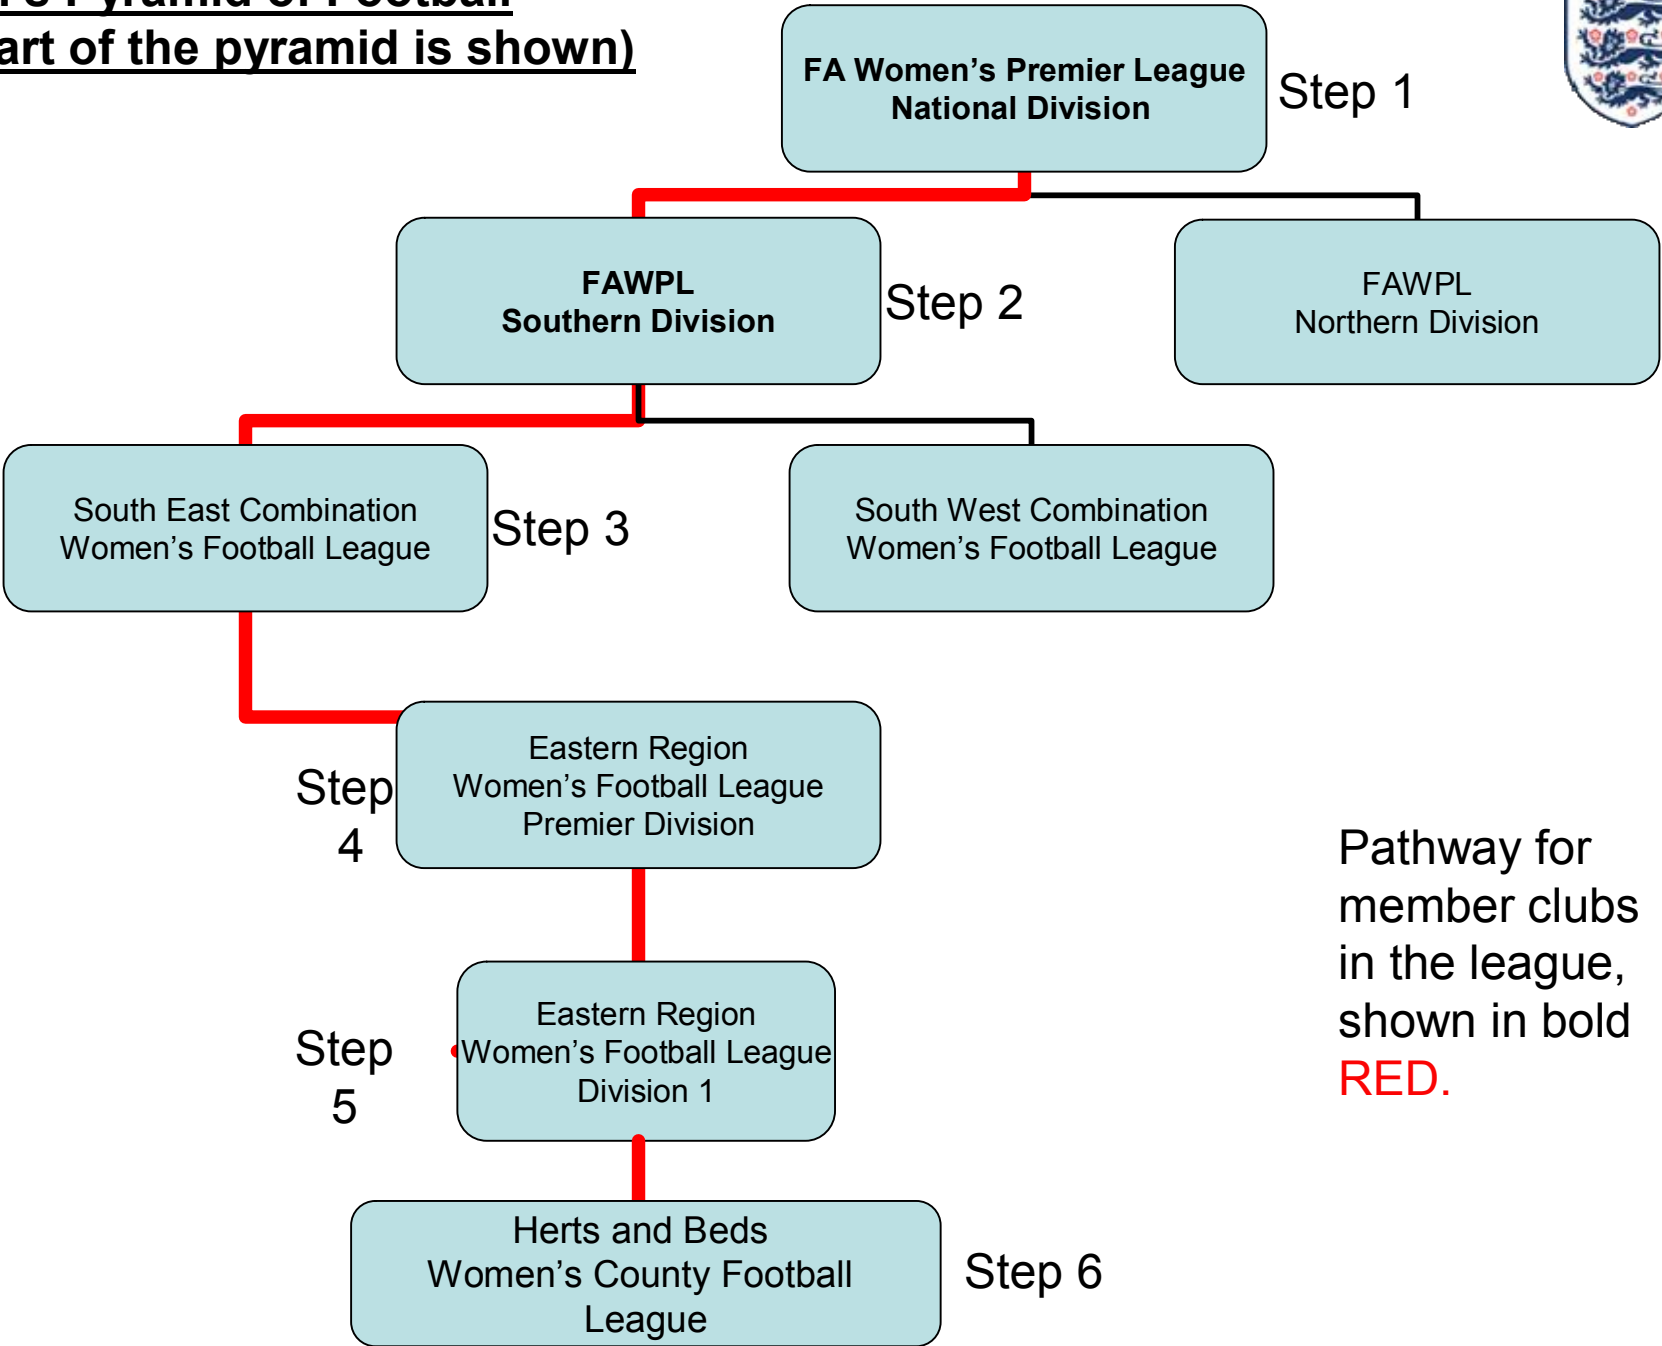 's Pyramid of Football
art of the pyramid is shown)
FA Women’s Premier League
National Division
Step 1
FAWPL
Southern Division
Step 2
FAWPL
Northern Division
South East Combination
Women’s Football League
Step 3
South West Combination
Women’s Football League
Eastern Region
Women’s Football League
Premier Division
Step
4
Pathway for
member clubs
in the league,
shown in bold
RED.
Eastern Region
Women’s Football League
Division 1
Step
5
Herts and Beds
Women’s County Football
League
Step 6